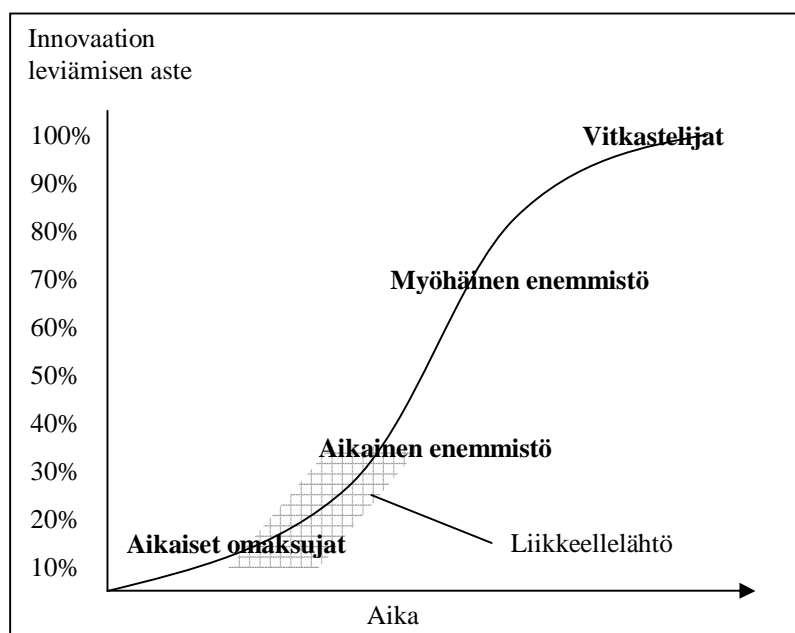 Innovaation
leviämisen aste
100%
Vitkastelijat
90%
80%
70%
Myöhäinen enemmistö
60%
50%
40%
Aikainen enemmistö
30%
20%
Aikaiset omaksujat
Liikkeellelähtö
10%
Aika